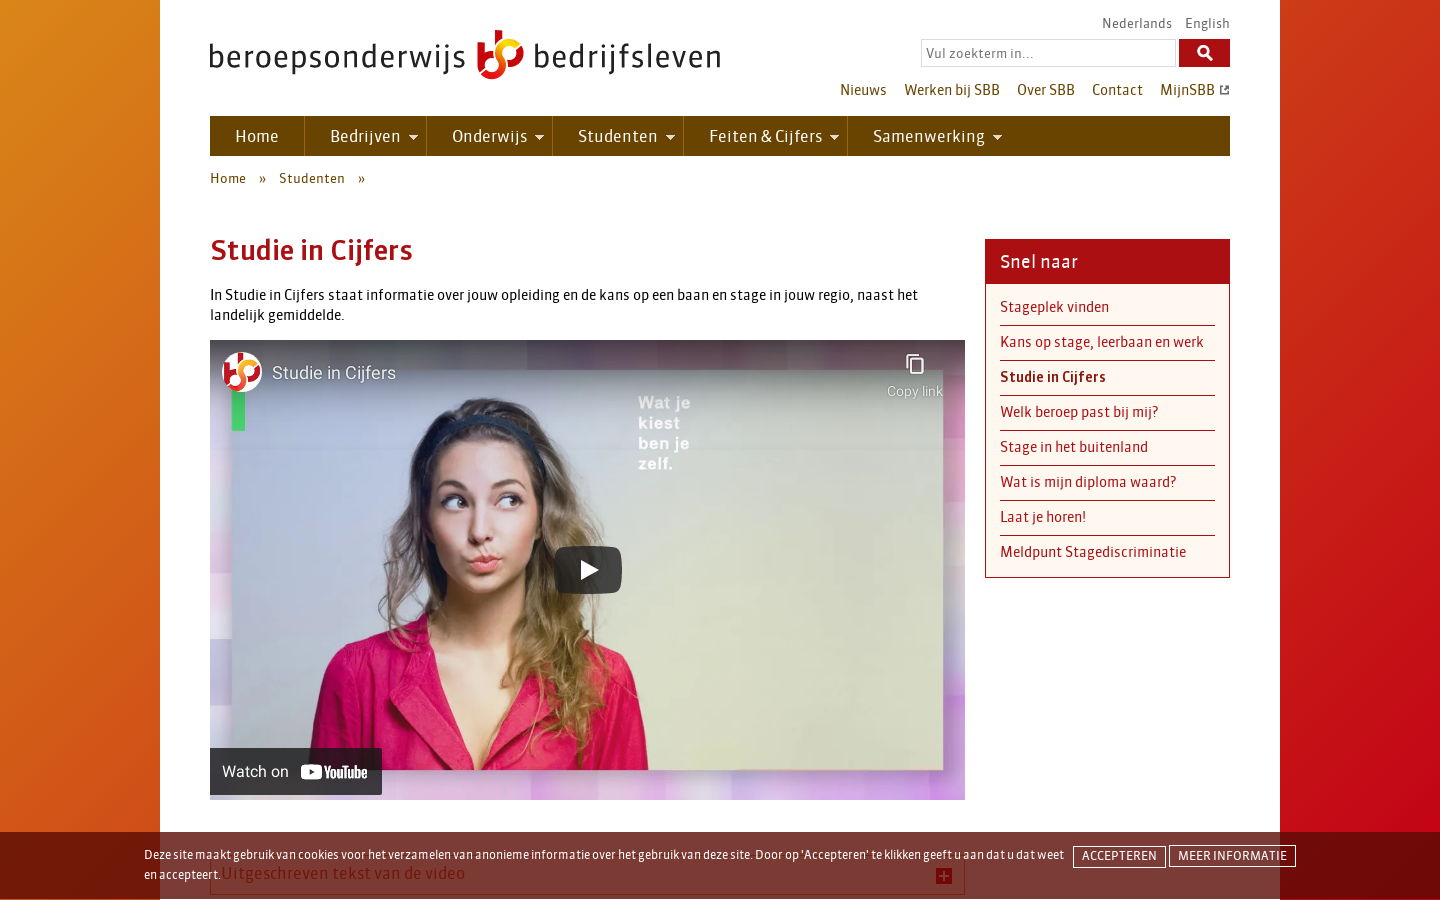 Nederlands English
beroepsonderwijs bedrijfsleven
Vul zoekterm in...
Nieuws Werken bij SBB Over SBB Contact MijnSBB
Home Bedrijven Onderwijs Studenten Feiten & Cijfers Samenwerking
Home » Studenten »
Studie in Cijfers
In Studie in Cijfers staat informatie over jouw opleiding en de kans op een baan en stage in jouw regio, naast het
landelijk gemiddelde.
Studie in Cijfers
Copy link
Wat je
kiest
ben je
zelf.
Watch on YouTube
Snel naar
Stageplek vinden
Kans op stage, leerbaan en werk
Studie in Cijfers
Welk beroep past bij mij?
Stage in het buitenland
Wat is mijn diploma waard?
Laat je horen!
Meldpunt Stagediscriminatie
Deze site maakt gebruik van cookies voor het verzamelen van anonieme informatie over het gebruik van deze site. Door op 'Accepteren' te klikken geeft u aan dat u dat weet
en accepteert.
ACCEPTEREN MEER INFORMATIE
Uitgeschreven tekst van de video